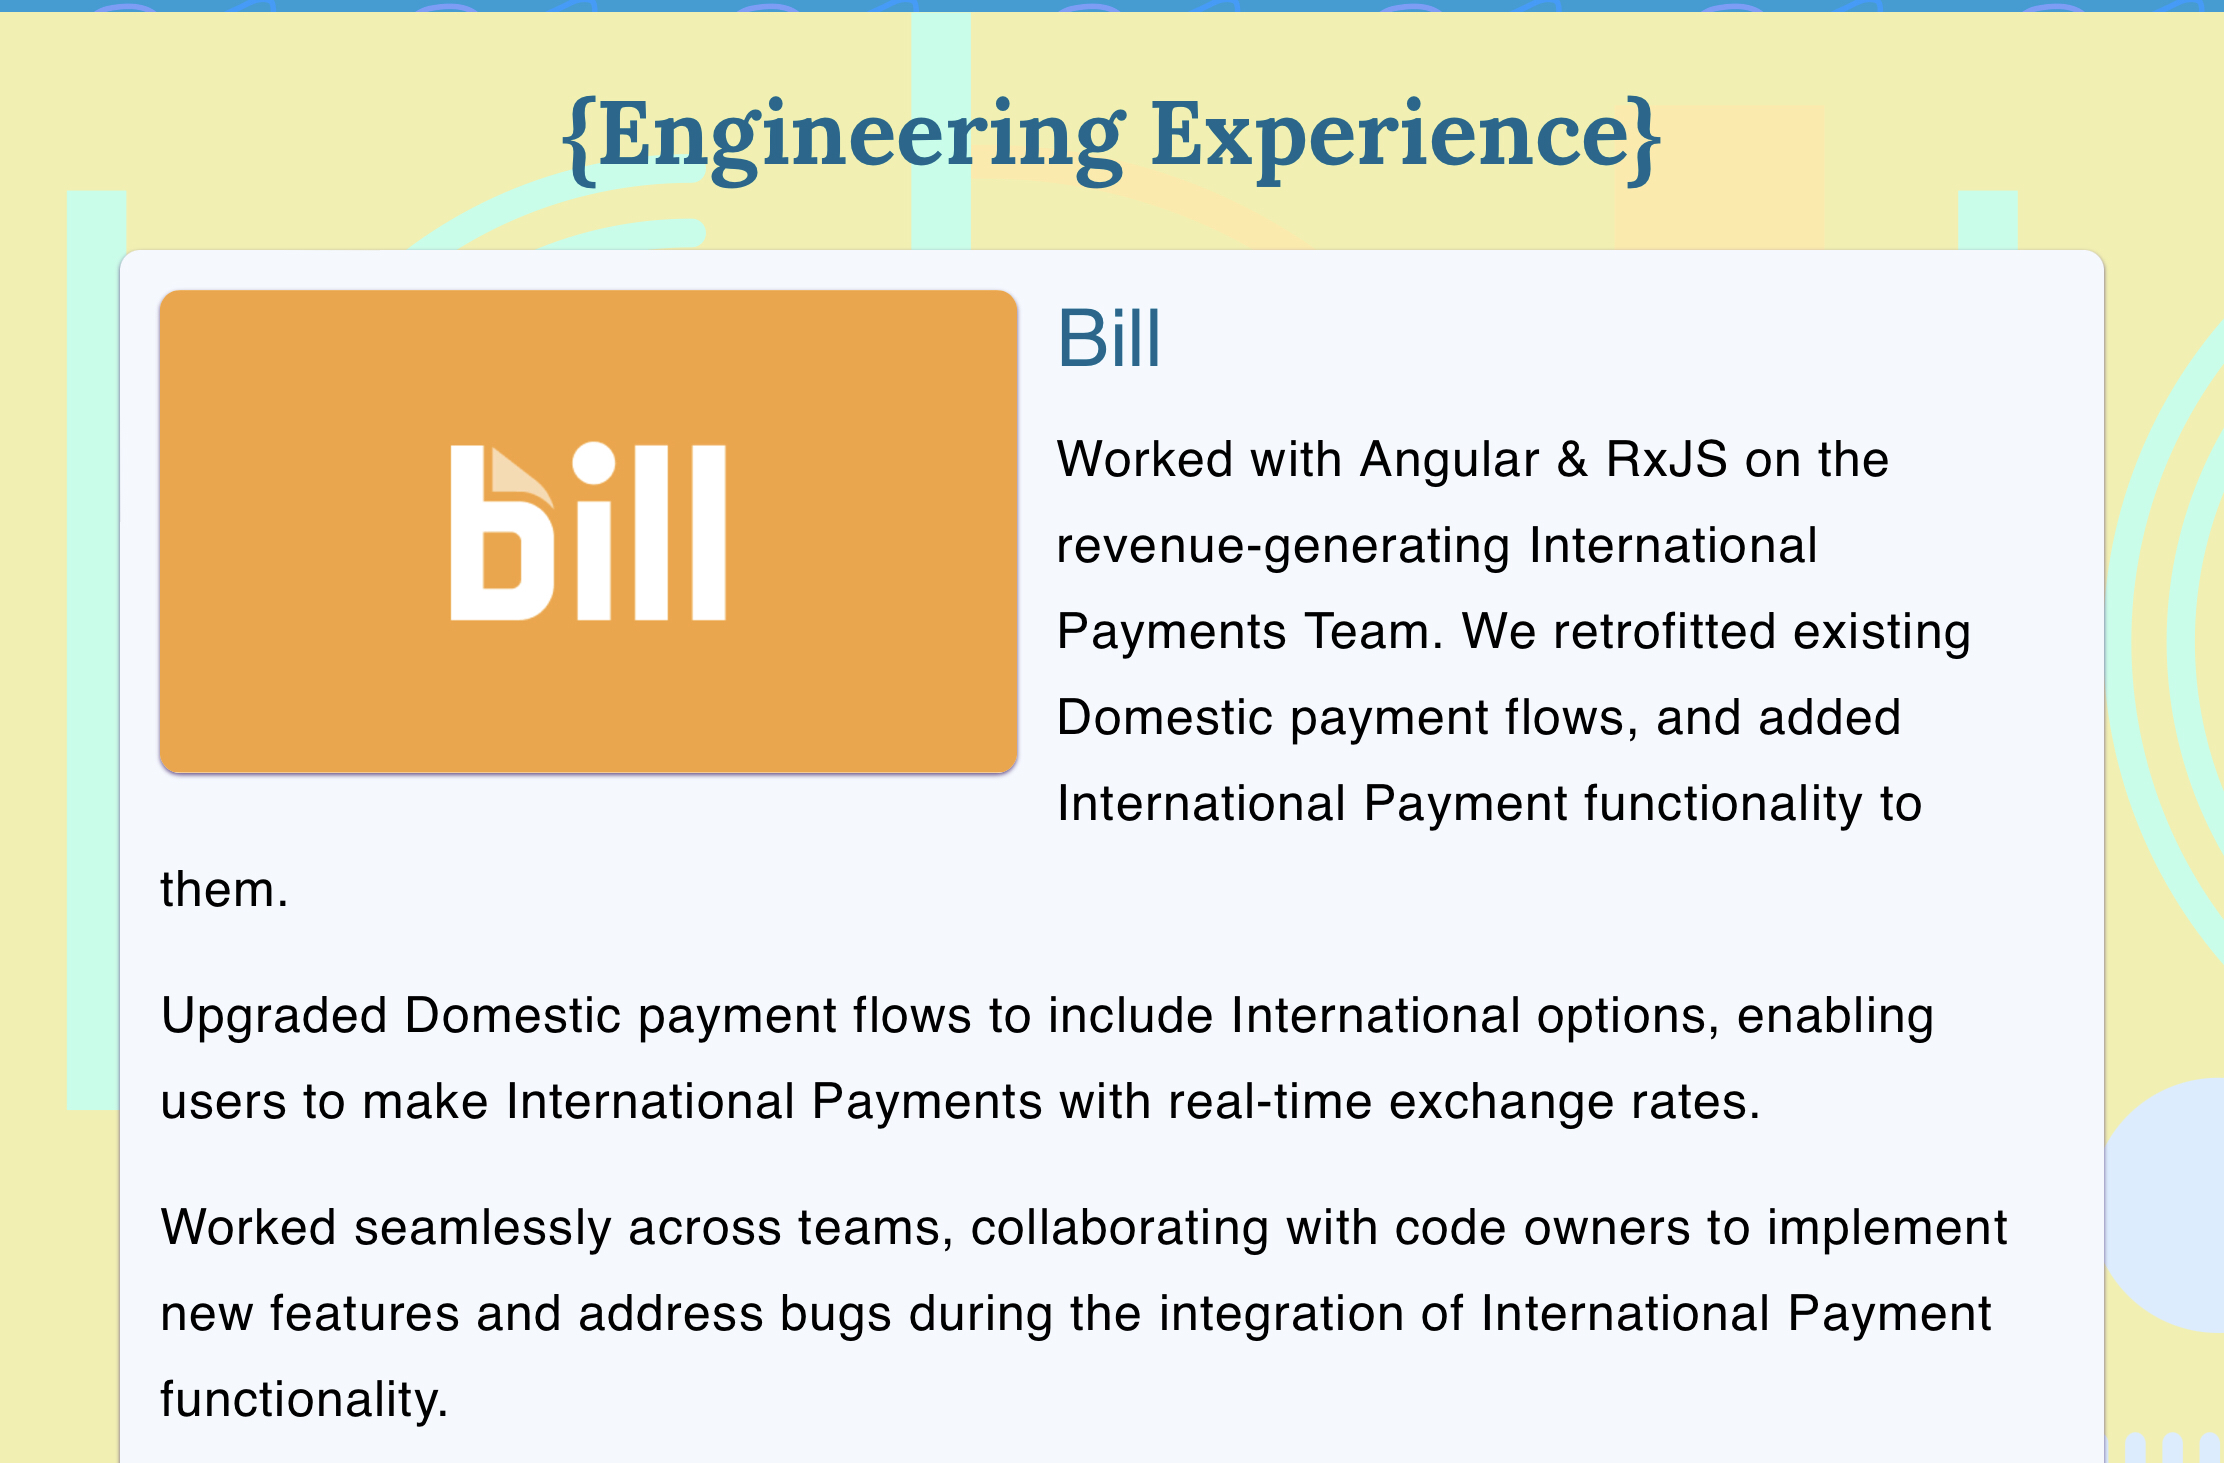 {Engineering Experience}
bill
Bill
Worked with Angular & RxJS on the
revenue-generating International
Payments Team. We retrofitted existing
Domestic payment flows, and added
International Payment functionality to
them.
Upgraded Domestic payment flows to include International options, enabling
users to make International Payments with real-time exchange rates.
Worked seamlessly across teams, collaborating with code owners to implement
new features and address bugs during the integration of International Payment
functionality.